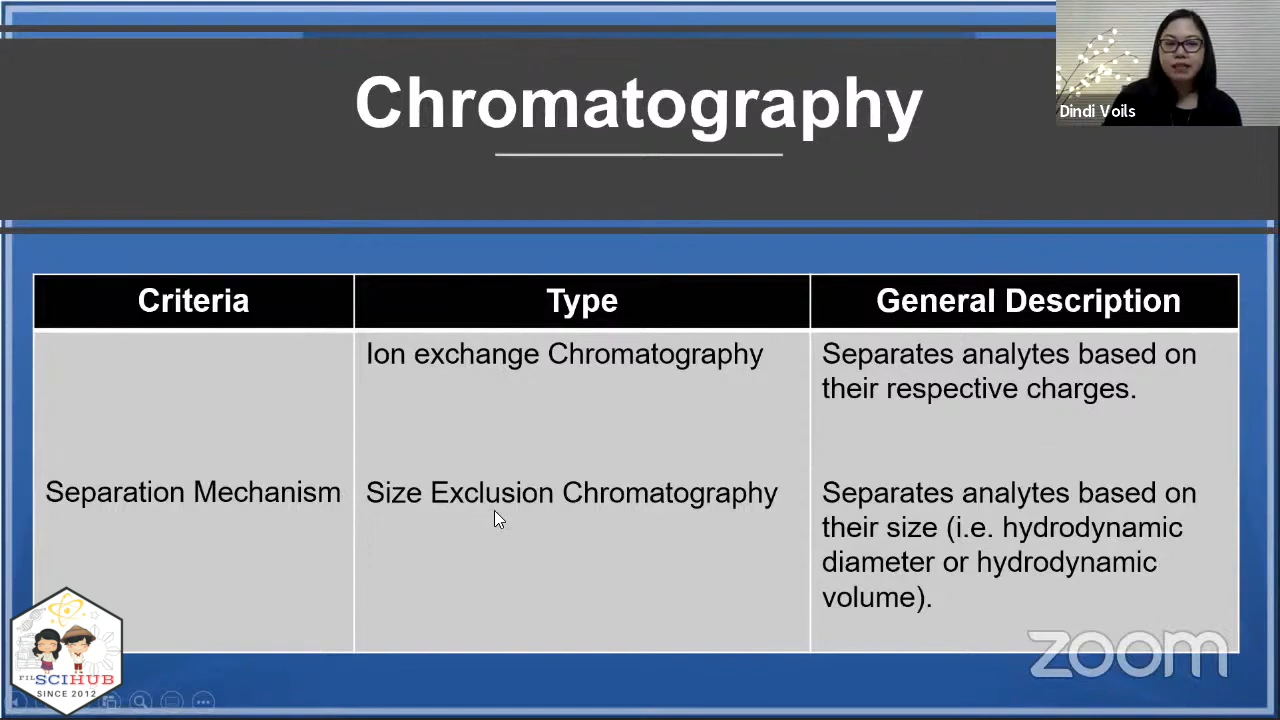 Chromatography
Dindi Voils
Criteria
Type
General Description
Ion exchange Chromatography
Separates analytes based on
their respective charges.
Separation Mechanism
Size Exclusion Chromatography
Separates analytes based on
their size (i.e. hydrodynamic
diameter or hydrodynamic
volume).
FILSCIHUB
SINCE 2012
zoom